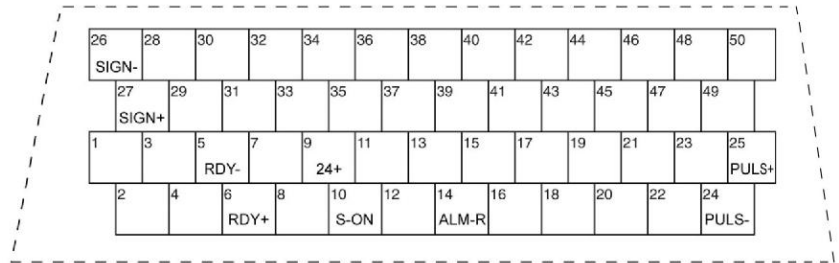 26 28 30 32 34 36 38 40 42 44 46 48 50
SIGN-
27 29 31 33 35 37 39 41 43 45 47 49
SIGN+
1 3 5 7 9 11 13 15 17 19 21 23 25
RDY- 24+ PULS+
2 4 6 8 10 12 14 16 18 20 22 24
RDY+ S-ON ALM-R PULS-